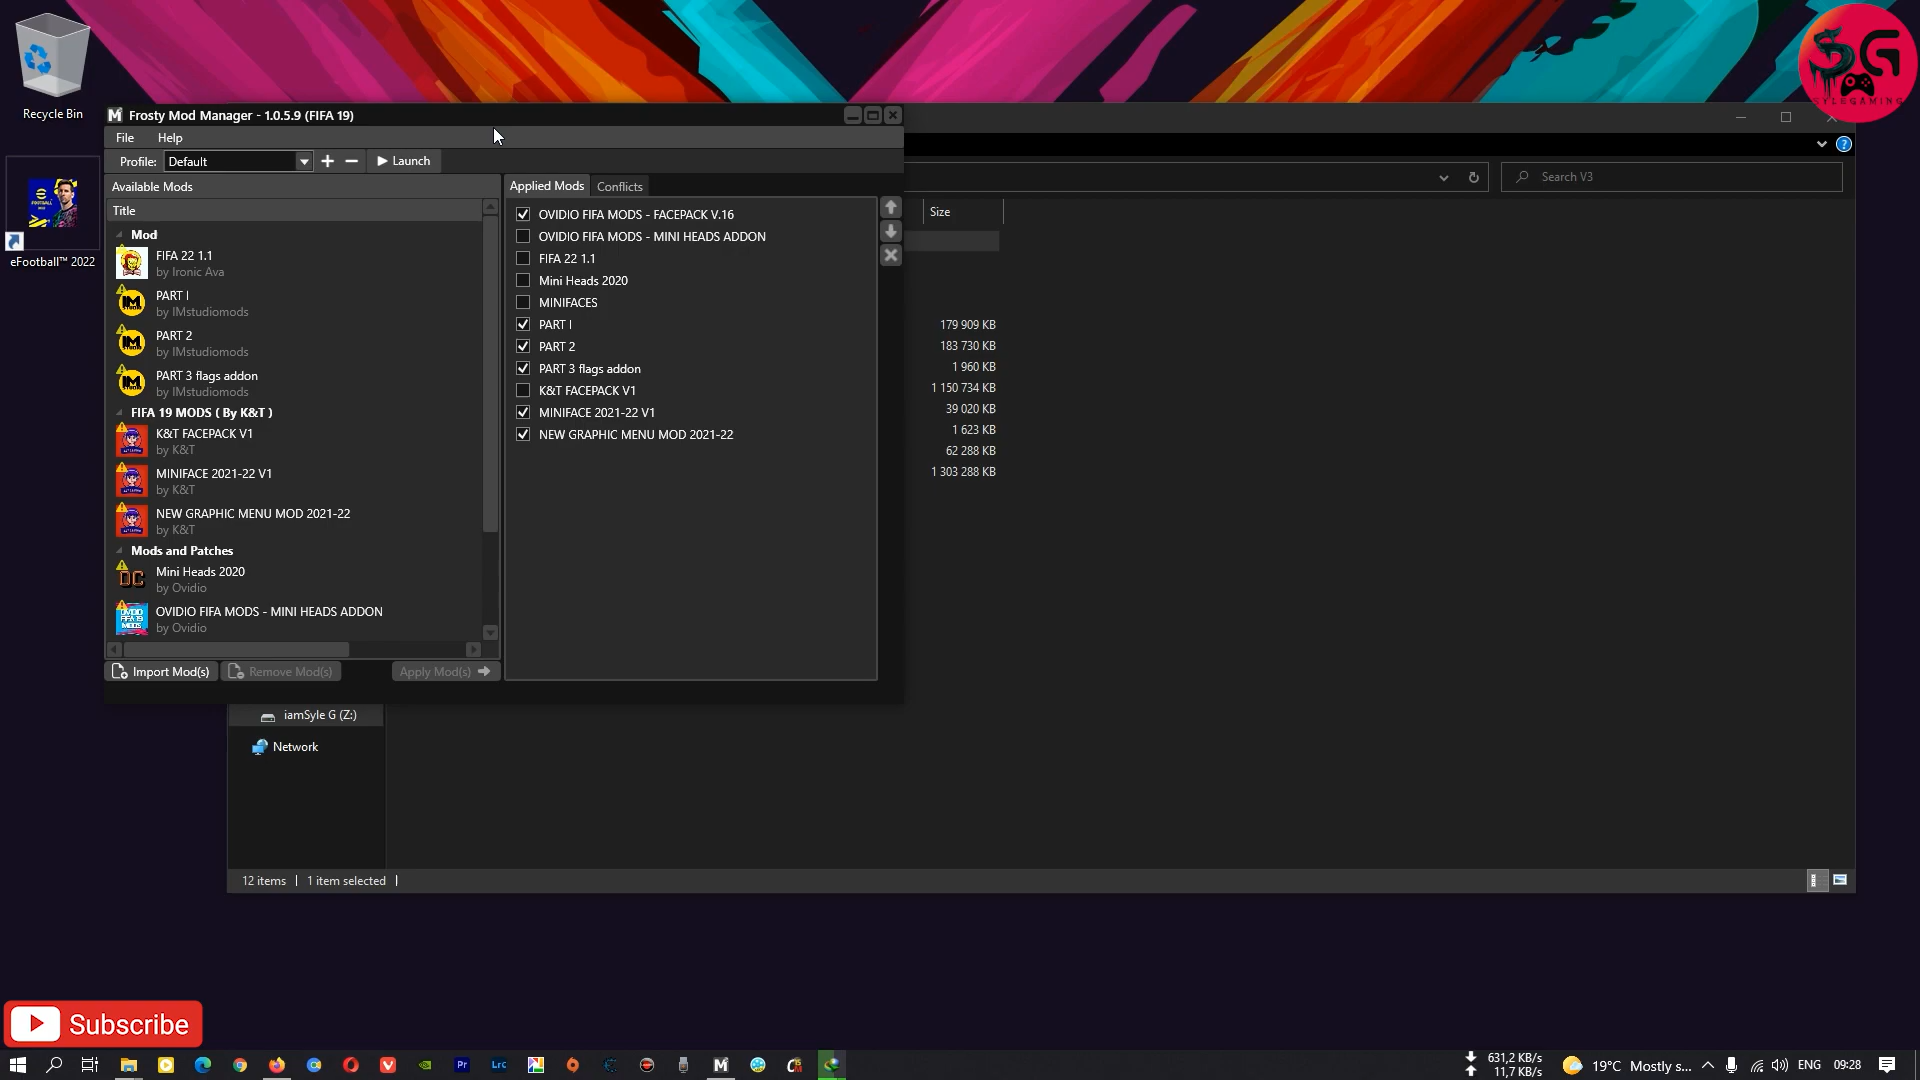 SG
SYLEGAMING
Recycle Bin
eFootball™ 2022
Frosty Mod Manager - 1.0.5.9 (FIFA 19)
File Help
Profile: Default Launch
Available Mods
Title
Mod
FIFA 22 1.1
by Ironic Ava
PART I
by IMstudiomods
PART 2
by IMstudiomods
PART 3 flags addon
by IMstudiomods
FIFA 19 MODS ( By K&T )
K&T FACEPACK V1
by K&T
MINIFACE 2021-22 V1
by K&T
NEW GRAPHIC MENU MOD 2021-22
by K&T
Mods and Patches
Mini Heads 2020
by Ovidio
OVIDIO FIFA MODS - MINI HEADS ADDON
by Ovidio
Import Mod(s) Remove Mod(s) Apply Mod(s)
Applied Mods Conflicts
OVIDIO FIFA MODS - FACEPACK V.16
OVIDIO FIFA MODS - MINI HEADS ADDON
FIFA 22 1.1
Mini Heads 2020
MINIFACES
PART I
PART 2
PART 3 flags addon
K&T FACEPACK V1
MINIFACE 2021-22 V1
NEW GRAPHIC MENU MOD 2021-22
Search V3
Size
179 909 KB
183 730 KB
1 960 KB
1 150 734 KB
39 020 KB
1 623 KB
62 288 KB
1 303 288 KB
iamSyle G (Z:)
Network
12 items 1 item selected
Subscribe
631,2 KB/s
11,7 KB/s
19°C Mostly s... ENG 09:28